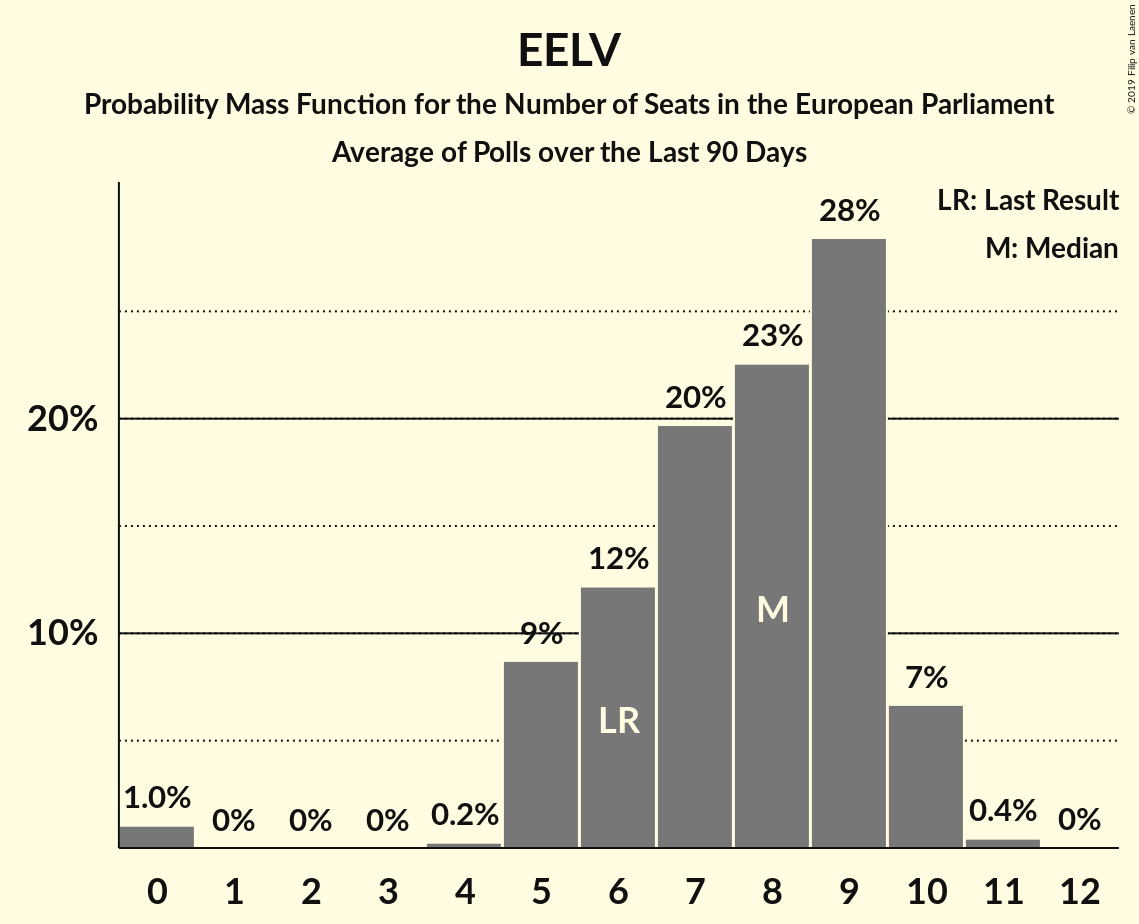 © 2019 Filip van Laenen
EELV
Probability Mass Function for the Number of Seats in the European Parliament
Average of Polls over the Last 90 Days
LR: Last Result
M: Median
28%
23%
20%
20%
12%
M
10%
9%
7%
LR
1.0%
0%
0%
0%
0.2%
0.4%
0%
0 1 2 3 4 5 6 7 8 9 10 11 12